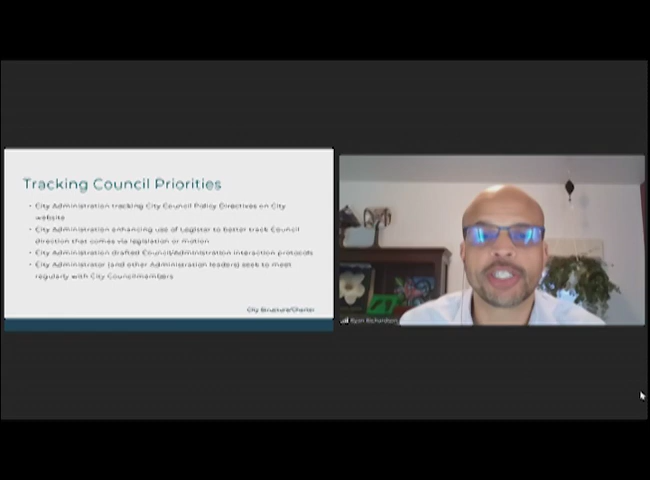 Tracking Council Priorities
• City Administration tracking City Council Policy Directives on City
website
• City Administration enhancing use of Legistar to better track Council
direction that comes via legislation or motion
• City Administration drafted Council/Administration interaction protocols
• City Administrator (and other Administration leaders) seek to meet
regularly with City Councilmembers
City Structure/Charter
Ryan Richardson